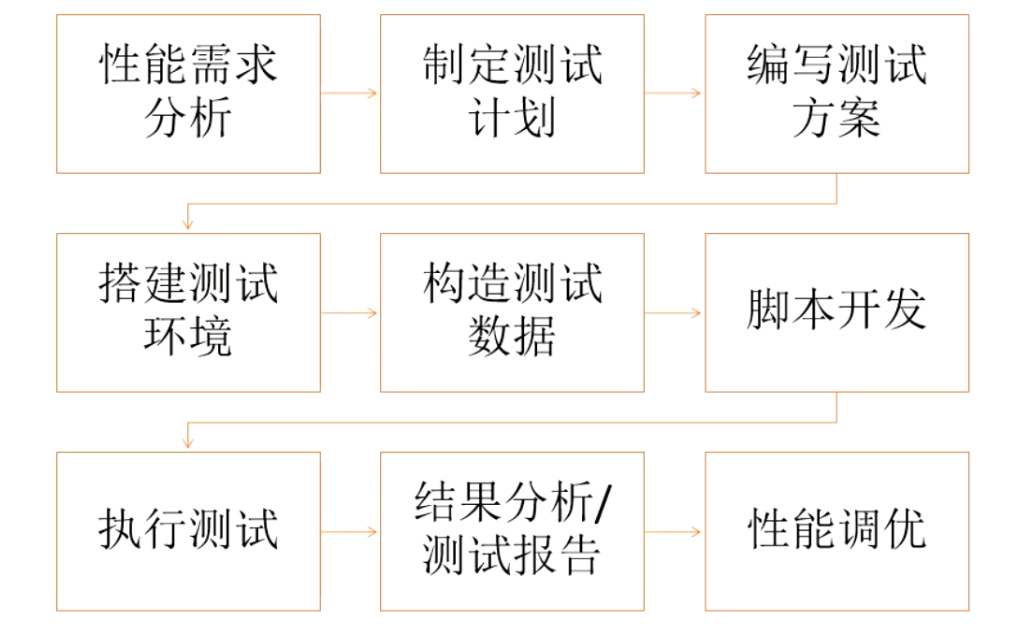 性能需求
分析
制定测试
计划
编写测试
方案
搭建测试
环境
构造测试
数据
脚本开发
执行测试
结果分析/
测试报告
性能调优